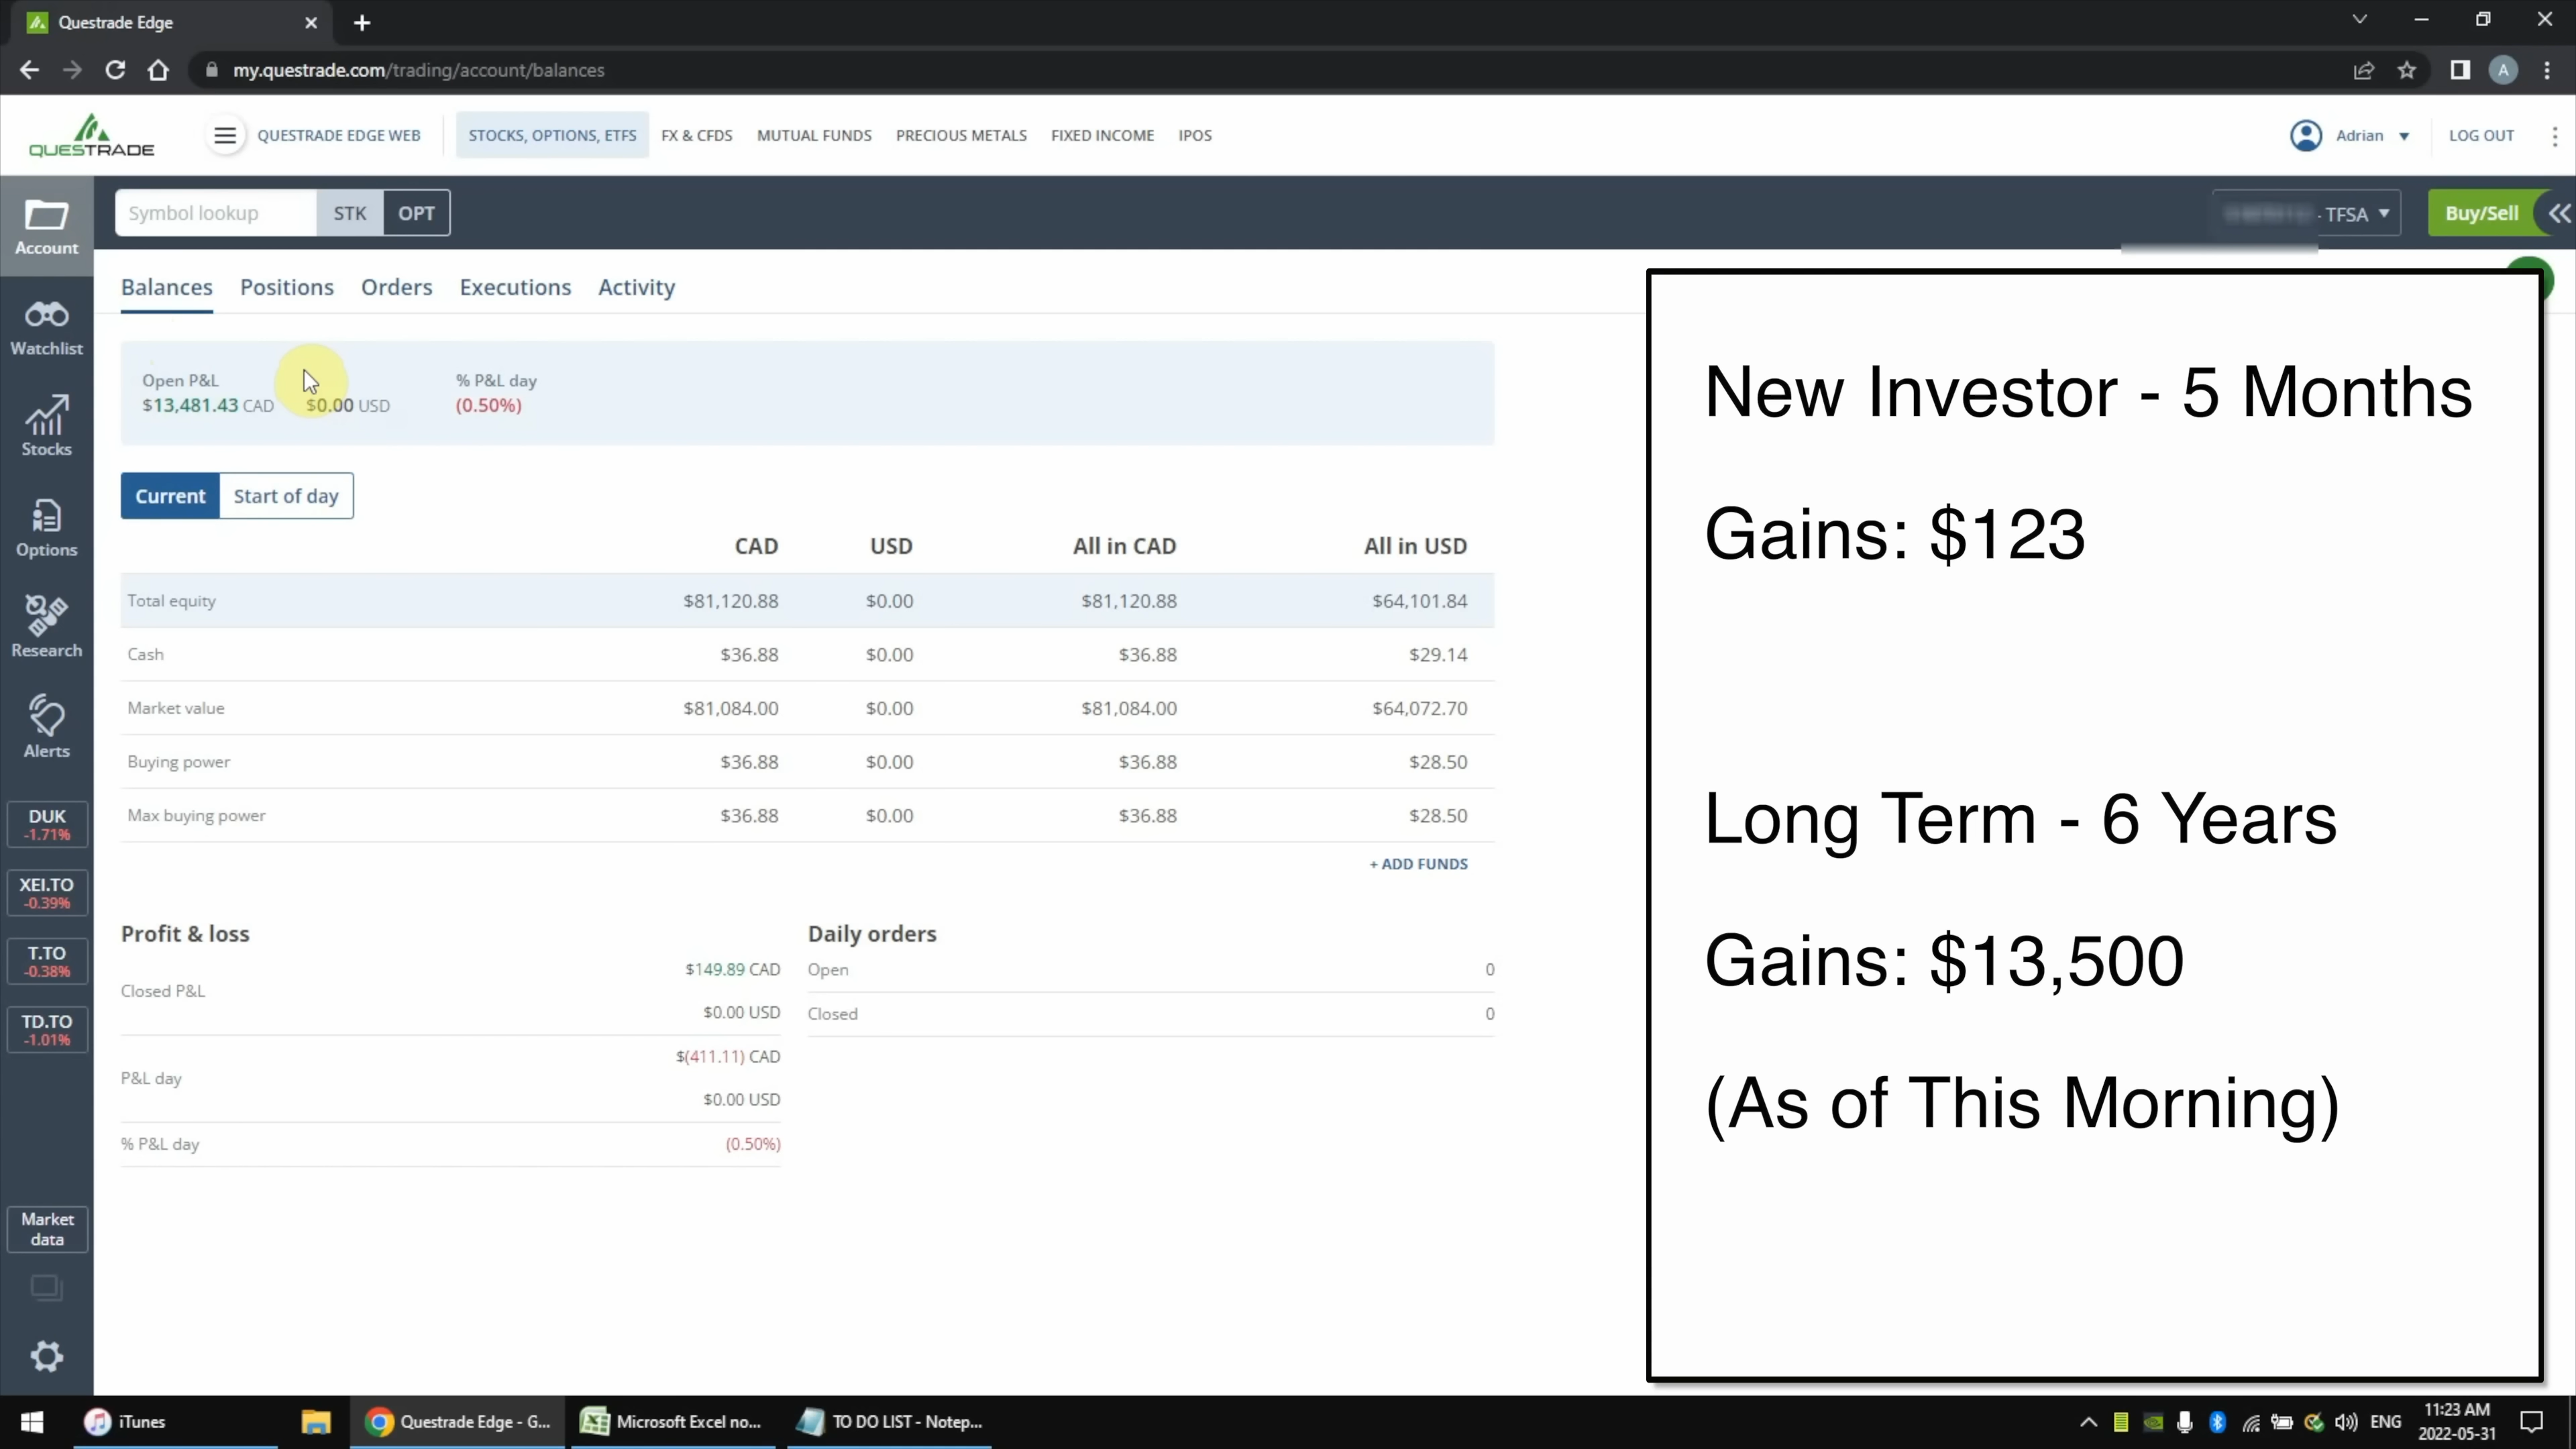 Questrade Edge
my.questrade.com/trading/account/balances
QUESTRADE
QUESTRADE EDGE WEB
STOCKS, OPTIONS, ETFS
FX & CFDS
MUTUAL FUNDS
PRECIOUS METALS
FIXED INCOME
IPOS
Adrian
LOG OUT
Account
Symbol lookup
STK
OPT
- TFSA
Buy/Sell
Watchlist
Stocks
Options
Research
Alerts
DUK
-1.71%
XEI.TO
-0.39%
T.TO
-0.38%
TD.TO
-1.01%
Market
data
Balances
Positions
Orders
Executions
Activity
Open P&L
$13,481.43 CAD
$0.00 USD
% P&L day
(0.50%)
Current
Start of day
CAD USD All in CAD All in USD
Total equity $81,120.88 $0.00 $81,120.88 $64,101.84
Cash $36.88 $0.00 $36.88 $29.14
Market value $81,084.00 $0.00 $81,084.00 $64,072.70
Buying power $36.88 $0.00 $36.88 $28.50
Max buying power $36.88 $0.00 $36.88 $28.50
+ ADD FUNDS
Profit & loss
Closed P&L
$149.89 CAD
$0.00 USD
P&L day
$(411.11) CAD
$0.00 USD
% P&L day (0.50%)
Daily orders
Open 0
Closed 0
New Investor - 5 Months
Gains: $123
Long Term - 6 Years
Gains: $13,500
(As of This Morning)
iTunes
Questrade Edge - G...
Microsoft Excel no...
TO DO LIST - Notep...
ENG
11:23 AM
2022-05-31
A